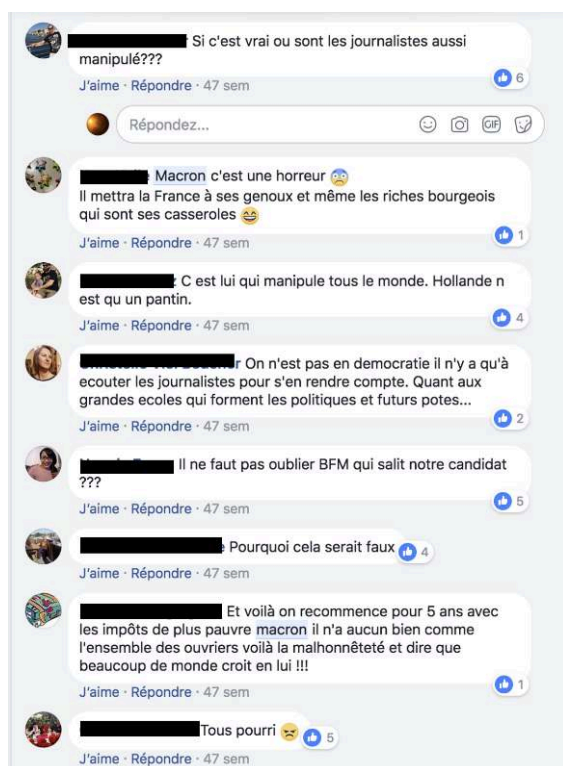 Si c'est vrai ou sont les journalistes aussi
manipulé???
J'aime · Répondre · 47 sem
6
Répondez...
GIF
Macron c'est une horreur 😨
Il mettra la France à ses genoux et même les riches bourgeois
qui sont ses casseroles 😄
J'aime · Répondre · 47 sem
1
C est lui qui manipule tous le monde. Hollande n
est qu un pantin.
J'aime · Répondre · 47 sem
4
On n'est pas en democratie il n'y a qu'à
ecouter les journalistes pour s'en rendre compte. Quant aux
grandes ecoles qui forment les politiques et futurs potes...
J'aime · Répondre · 47 sem
2
Il ne faut pas oublier BFM qui salit notre candidat
???
J'aime · Répondre · 47 sem
5
Pourquoi cela serait faux 4
J'aime · Répondre · 47 sem
Et voilà on recommence pour 5 ans avec
les impôts de plus pauvre macron il n'a aucun bien comme
l'ensemble des ouvriers voilà la malhonnêteté et dire que
beaucoup de monde croit en lui !!!
J'aime · Répondre · 47 sem
1
Tous pourri 😠 5
J'aime · Répondre · 47 sem